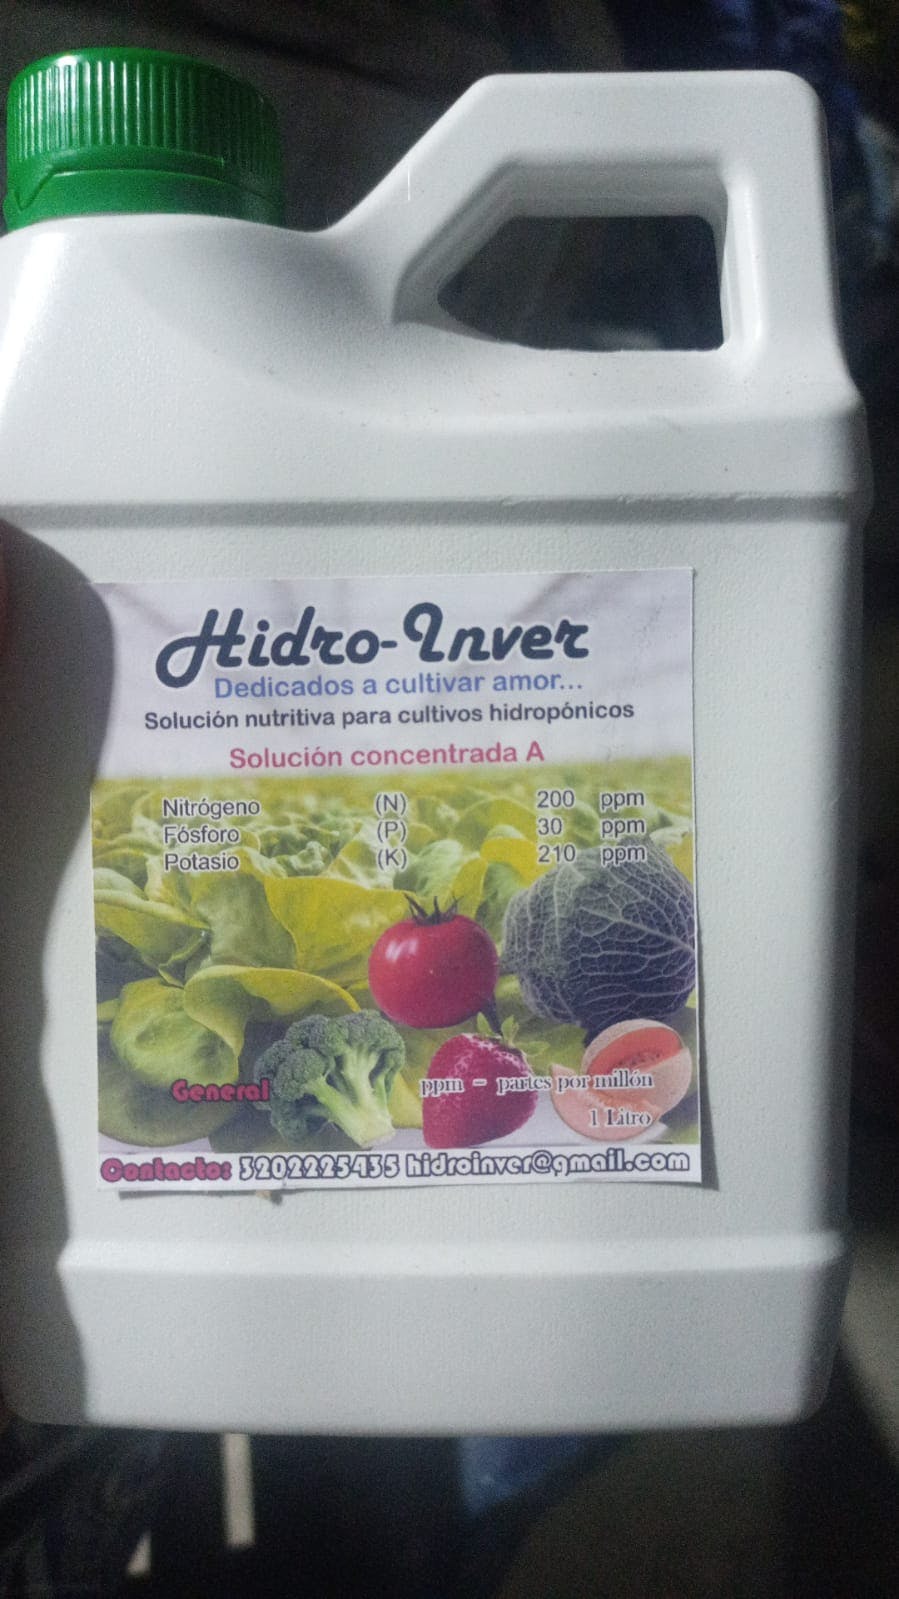 Hidro-Inver
Dedicados a cultivar amor...
Solución nutritiva para cultivos hidropónicos
Solución concentrada A
Nitrógeno (N) 200 ppm
Fósforo (P) 30 ppm
Potasio (K) 210 ppm
General
ppm - partes por millón
1 Litro
Contacto: 3202225435 hidroinver@gmail.com